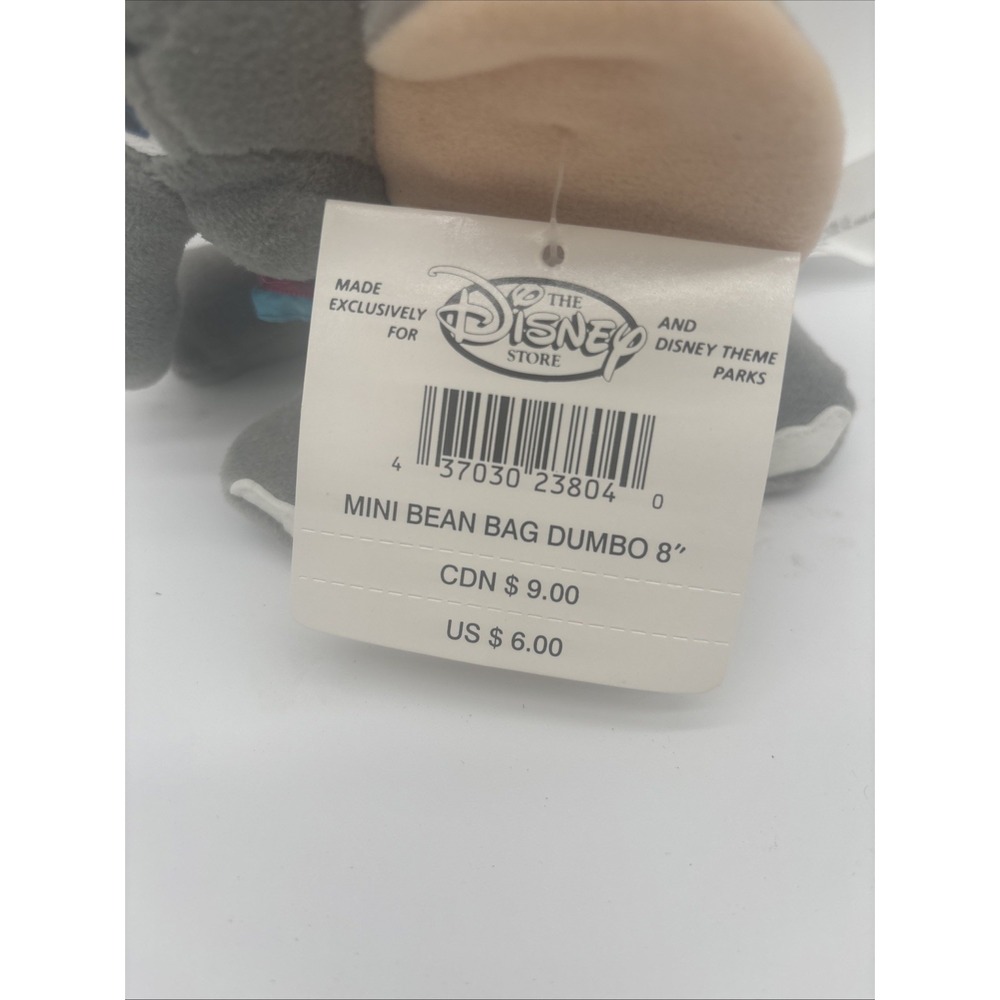 MADE
EXCLUSIVELY
FOR
THE
DISNEY
STORE
AND
DISNEY THEME
PARKS
4 37030 23804 0
MINI BEAN BAG DUMBO 8″
CDN $ 9.00
US $ 6.00